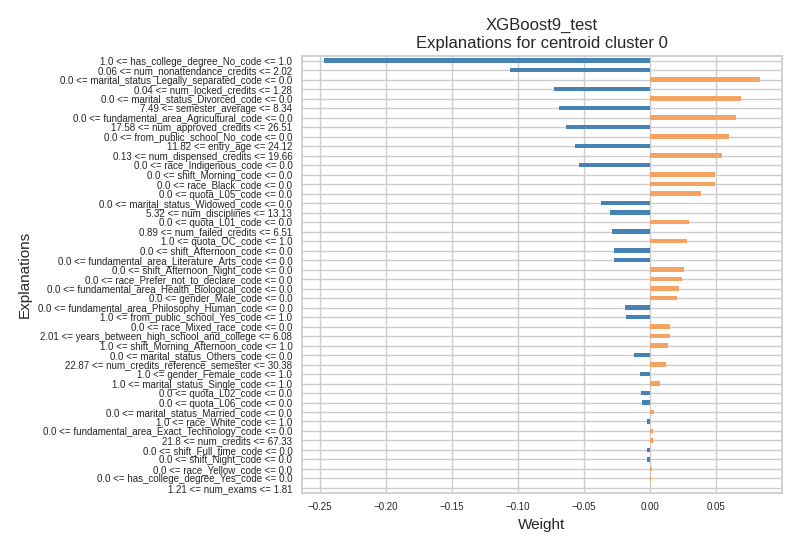 XGBoost9_test
Explanations for centroid cluster 0
1.0 <= has_college_degree_No_code <= 1.0
0.06 <= num_nonattendance_credits <= 2.02
0.0 <= marital_status_Legally_separated_code <= 0.0
0.04 <= num_locked_credits <= 1.28
0.0 <= marital_status_Divorced_code <= 0.0
7.49 <= semester_average <= 8.34
0.0 <= fundamental_area_Agricultural_code <= 0.0
17.58 <= num_approved_credits <= 26.51
0.0 <= from_public_school_No_code <= 0.0
11.82 <= entry_age <= 24.12
0.13 <= num_dispensed_credits <= 19.66
0.0 <= race_Indigenous_code <= 0.0
0.0 <= shift_Morning_code <= 0.0
0.0 <= race_Black_code <= 0.0
0.0 <= quota_L05_code <= 0.0
0.0 <= marital_status_Widowed_code <= 0.0
5.32 <= num_disciplines <= 13.13
0.0 <= quota_L01_code <= 0.0
0.89 <= num_failed_credits <= 6.51
1.0 <= quota_OC_code <= 1.0
0.0 <= shift_Afternoon_code <= 0.0
0.0 <= fundamental_area_Literature_Arts_code <= 0.0
0.0 <= shift_Afternoon_Night_code <= 0.0
0.0 <= race_Prefer_not_to_declare_code <= 0.0
0.0 <= fundamental_area_Health_Biological_code <= 0.0
0.0 <= gender_Male_code <= 0.0
0.0 <= fundamental_area_Philosophy_Human_code <= 0.0
1.0 <= from_public_school_Yes_code <= 1.0
0.0 <= race_Mixed_race_code <= 0.0
2.01 <= years_between_high_school_and_college <= 6.08
1.0 <= shift_Morning_Afternoon_code <= 1.0
0.0 <= marital_status_Others_code <= 0.0
22.87 <= num_credits_reference_semester <= 30.38
1.0 <= gender_Female_code <= 1.0
1.0 <= marital_status_Single_code <= 1.0
0.0 <= quota_L02_code <= 0.0
0.0 <= quota_L06_code <= 0.0
0.0 <= marital_status_Married_code <= 0.0
1.0 <= race_White_code <= 1.0
0.0 <= fundamental_area_Exact_Technology_code <= 0.0
21.8 <= num_credits <= 67.33
0.0 <= shift_Full_time_code <= 0.0
0.0 <= shift_Night_code <= 0.0
0.0 <= race_Yellow_code <= 0.0
0.0 <= has_college_degree_Yes_code <= 0.0
1.21 <= num_exams <= 1.81
Explanations
−0.25 −0.20 −0.15 −0.10 −0.05 0.00 0.05
Weight